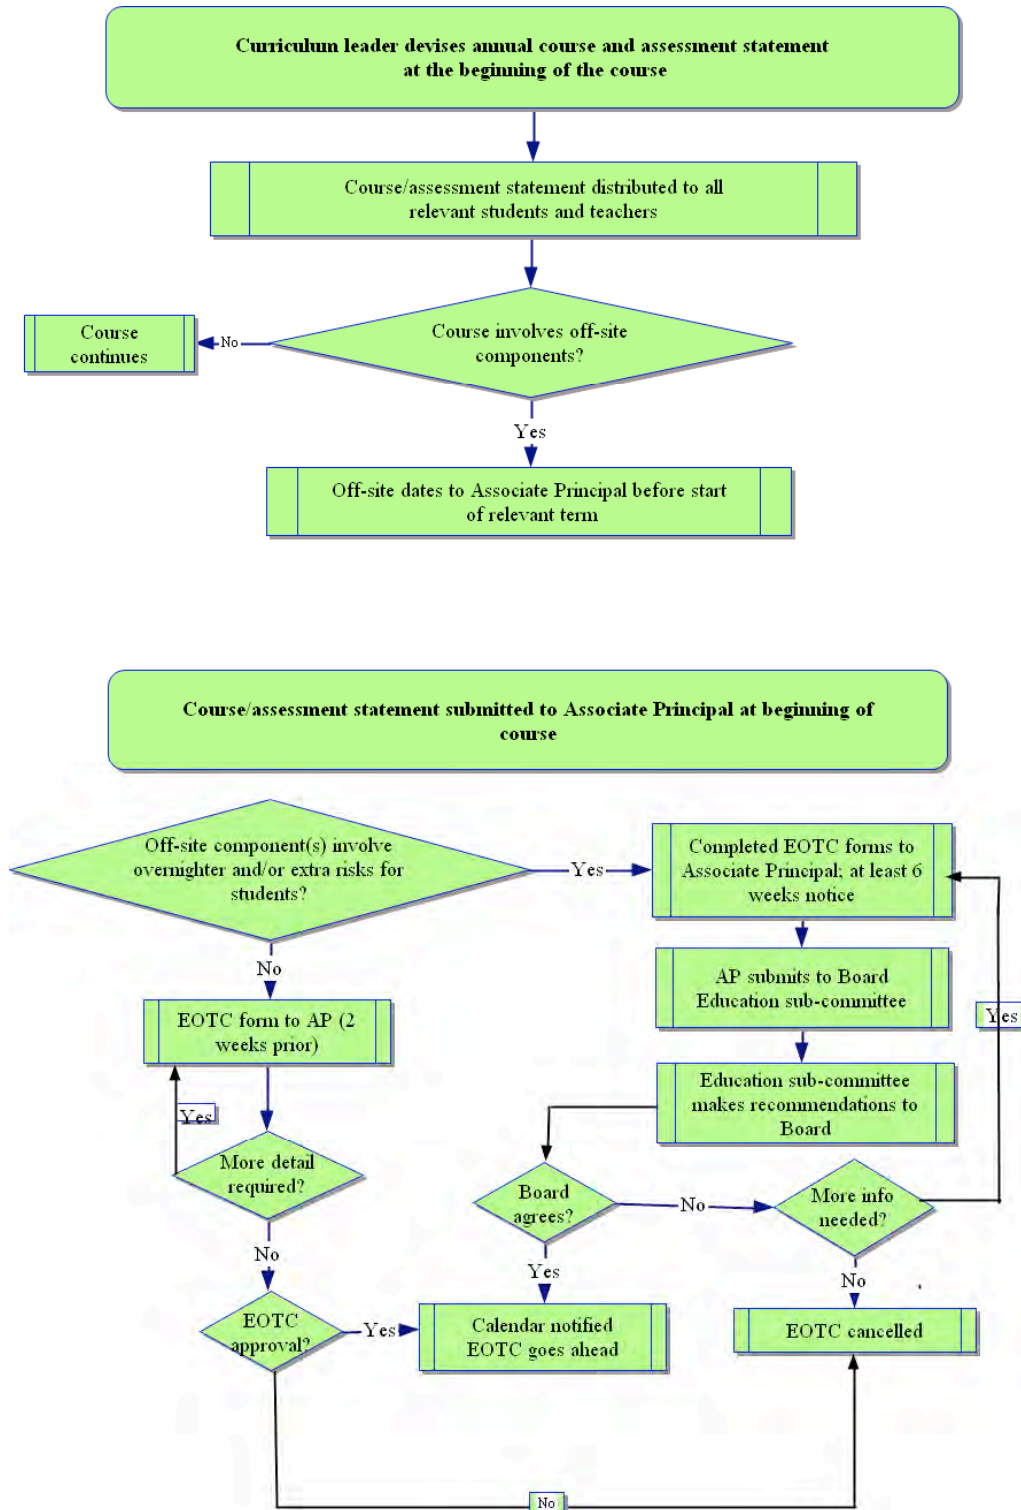 Curriculum leader devises annual course and assessment statement
at the beginning of the course
Course/assessment statement distributed to all
relevant students and teachers
Course involves off-site
components?
No
Course
continues
Yes
Off-site dates to Associate Principal before start
of relevant term
Course/assessment statement submitted to Associate Principal at beginning of
course
Off-site component(s) involve
overnighter and/or extra risks for
students?
Yes
Completed EOTC forms to
Associate Principal; at least 6
weeks notice
No
AP submits to Board
Education sub-committee
Yes
EOTC form to AP (2
weeks prior)
Education sub-committee
makes recommendations to
Board
Yes
More detail
required?
Board
agrees?
No
More info
needed?
No
Yes
No
EOTC
approval?
Yes
Calendar notified
EOTC goes ahead
EOTC cancelled
No